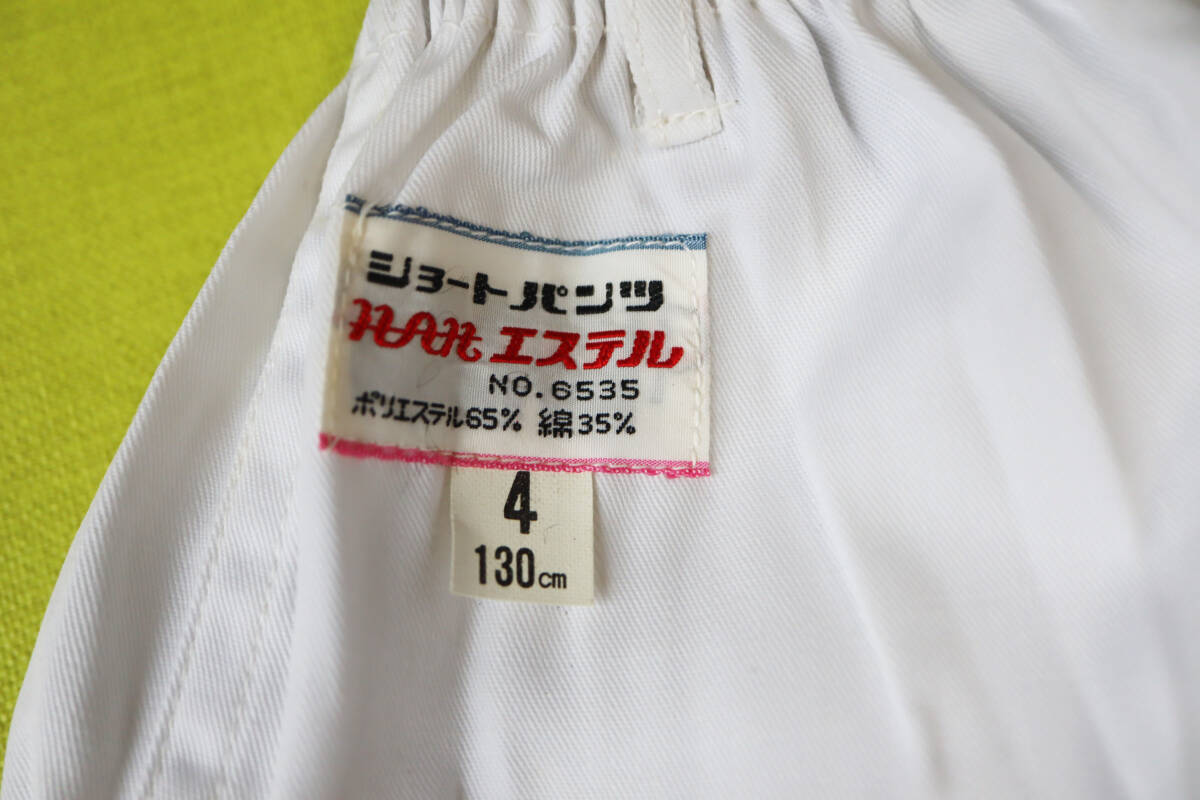 ショートパンツ
エステル
NO.6535
ポリエステル65% 綿35%
4
130cm